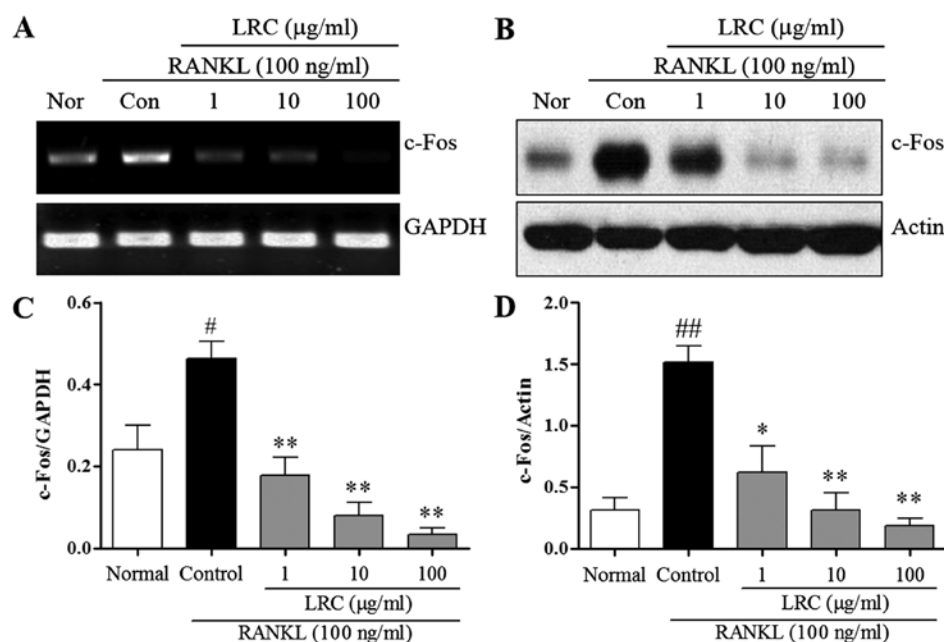 A
LRC (μg/ml)
RANKL (100 ng/ml)
Nor Con 1 10 100
c-Fos
GAPDH
B
LRC (μg/ml)
RANKL (100 ng/ml)
Nor Con 1 10 100
c-Fos
Actin
C
c-Fos/GAPDH
0.6
0.4
0.2
0.0
#
**
**
**
Normal Control 1 10 100
LRC (μg/ml)
RANKL (100 ng/ml)
D
c-Fos/Actin
2.0
1.5
1.0
0.5
0.0
##
*
**
**
Normal Control 1 10 100
LRC (μg/ml)
RANKL (100 ng/ml)